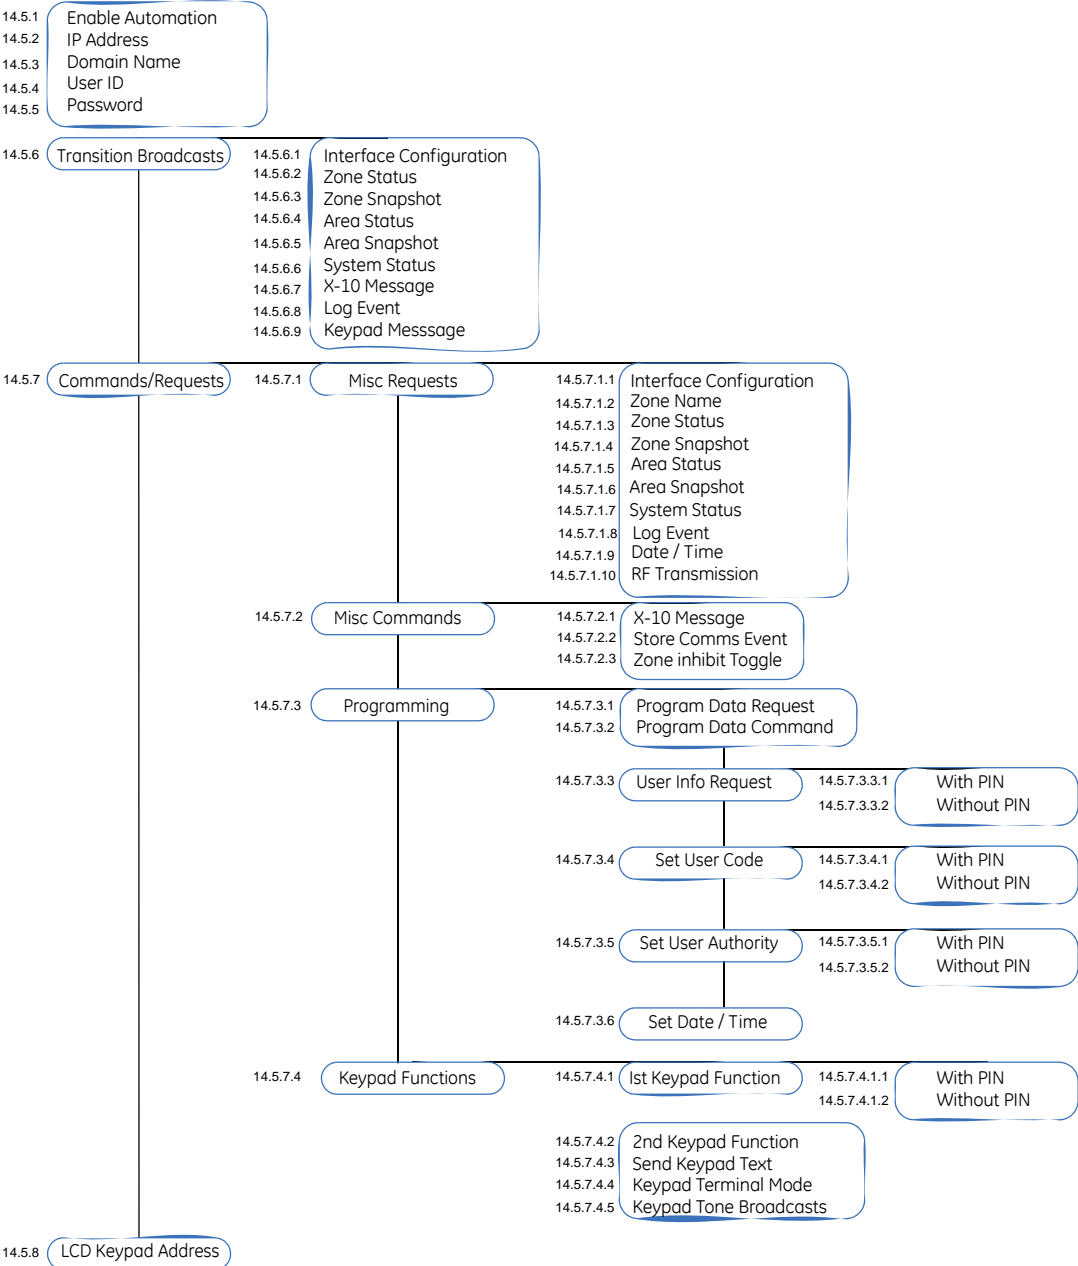 14.5.1 Enable Automation
14.5.2 IP Address
14.5.3 Domain Name
14.5.4 User ID
14.5.5 Password
14.5.6 Transition Broadcasts
14.5.6.1 Interface Configuration
14.5.6.2 Zone Status
14.5.6.3 Zone Snapshot
14.5.6.4 Area Status
14.5.6.5 Area Snapshot
14.5.6.6 System Status
14.5.6.7 X-10 Message
14.5.6.8 Log Event
14.5.6.9 Keypad Messsage
14.5.7 Commands/Requests
14.5.7.1 Misc Requests
14.5.7.1.1 Interface Configuration
14.5.7.1.2 Zone Name
14.5.7.1.3 Zone Status
14.5.7.1.4 Zone Snapshot
14.5.7.1.5 Area Status
14.5.7.1.6 Area Snapshot
14.5.7.1.7 System Status
14.5.7.1.8 Log Event
14.5.7.1.9 Date / Time
14.5.7.1.10 RF Transmission
14.5.7.2 Misc Commands
14.5.7.2.1 X-10 Message
14.5.7.2.2 Store Comms Event
14.5.7.2.3 Zone inhibit Toggle
14.5.7.3 Programming
14.5.7.3.1 Program Data Request
14.5.7.3.2 Program Data Command
14.5.7.3.3 User Info Request
14.5.7.3.3.1 With PIN
14.5.7.3.3.2 Without PIN
14.5.7.3.4 Set User Code
14.5.7.3.4.1 With PIN
14.5.7.3.4.2 Without PIN
14.5.7.3.5 Set User Authority
14.5.7.3.5.1 With PIN
14.5.7.3.5.2 Without PIN
14.5.7.3.6 Set Date / Time
14.5.7.4 Keypad Functions
14.5.7.4.1 Ist Keypad Function
14.5.7.4.1.1 With PIN
14.5.7.4.1.2 Without PIN
14.5.7.4.2 2nd Keypad Function
14.5.7.4.3 Send Keypad Text
14.5.7.4.4 Keypad Terminal Mode
14.5.7.4.5 Keypad Tone Broadcasts
14.5.8 LCD Keypad Address